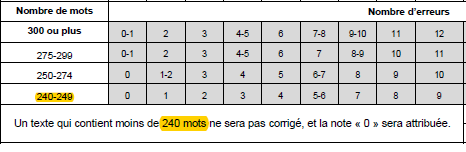 Nombre de mots Nombre d'erreurs
300 ou plus 0-1 2 3 4-5 6 7-8 9-10 11 12
275-299 0-1 2 3 4-5 6 7 8-9 10 11
250-274 0 1-2 3 4 5 6-7 8 9 10
240-249 0 1 2 3 4 5-6 7 8 9
Un texte qui contient moins de 240 mots ne sera pas corrigé, et la note « 0 » sera attribuée.